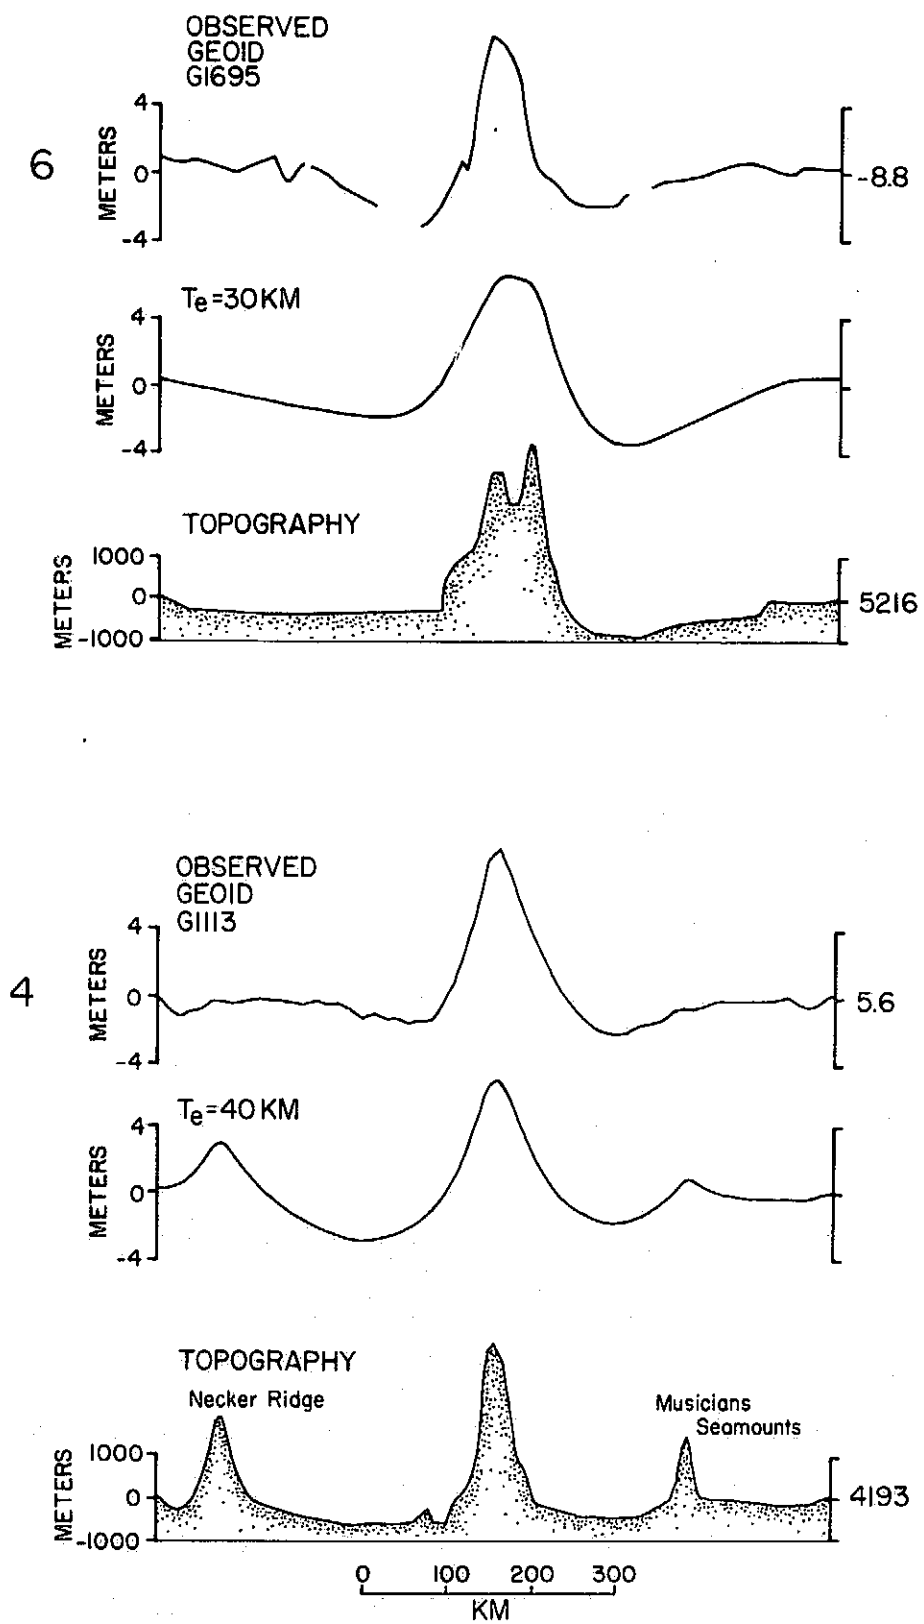 OBSERVED
GEOID
G1695
6
METERS
4
0
-4
-8.8
Te=30KM
METERS
4
0
-4
TOPOGRAPHY
METERS
1000
0
-1000
5216
OBSERVED
GEOID
G1113
4
METERS
4
0
-4
5.6
Te=40KM
METERS
4
0
-4
TOPOGRAPHY
Necker Ridge
Musicians
Seamounts
METERS
1000
0
-1000
4193
0 100 200 300
KM